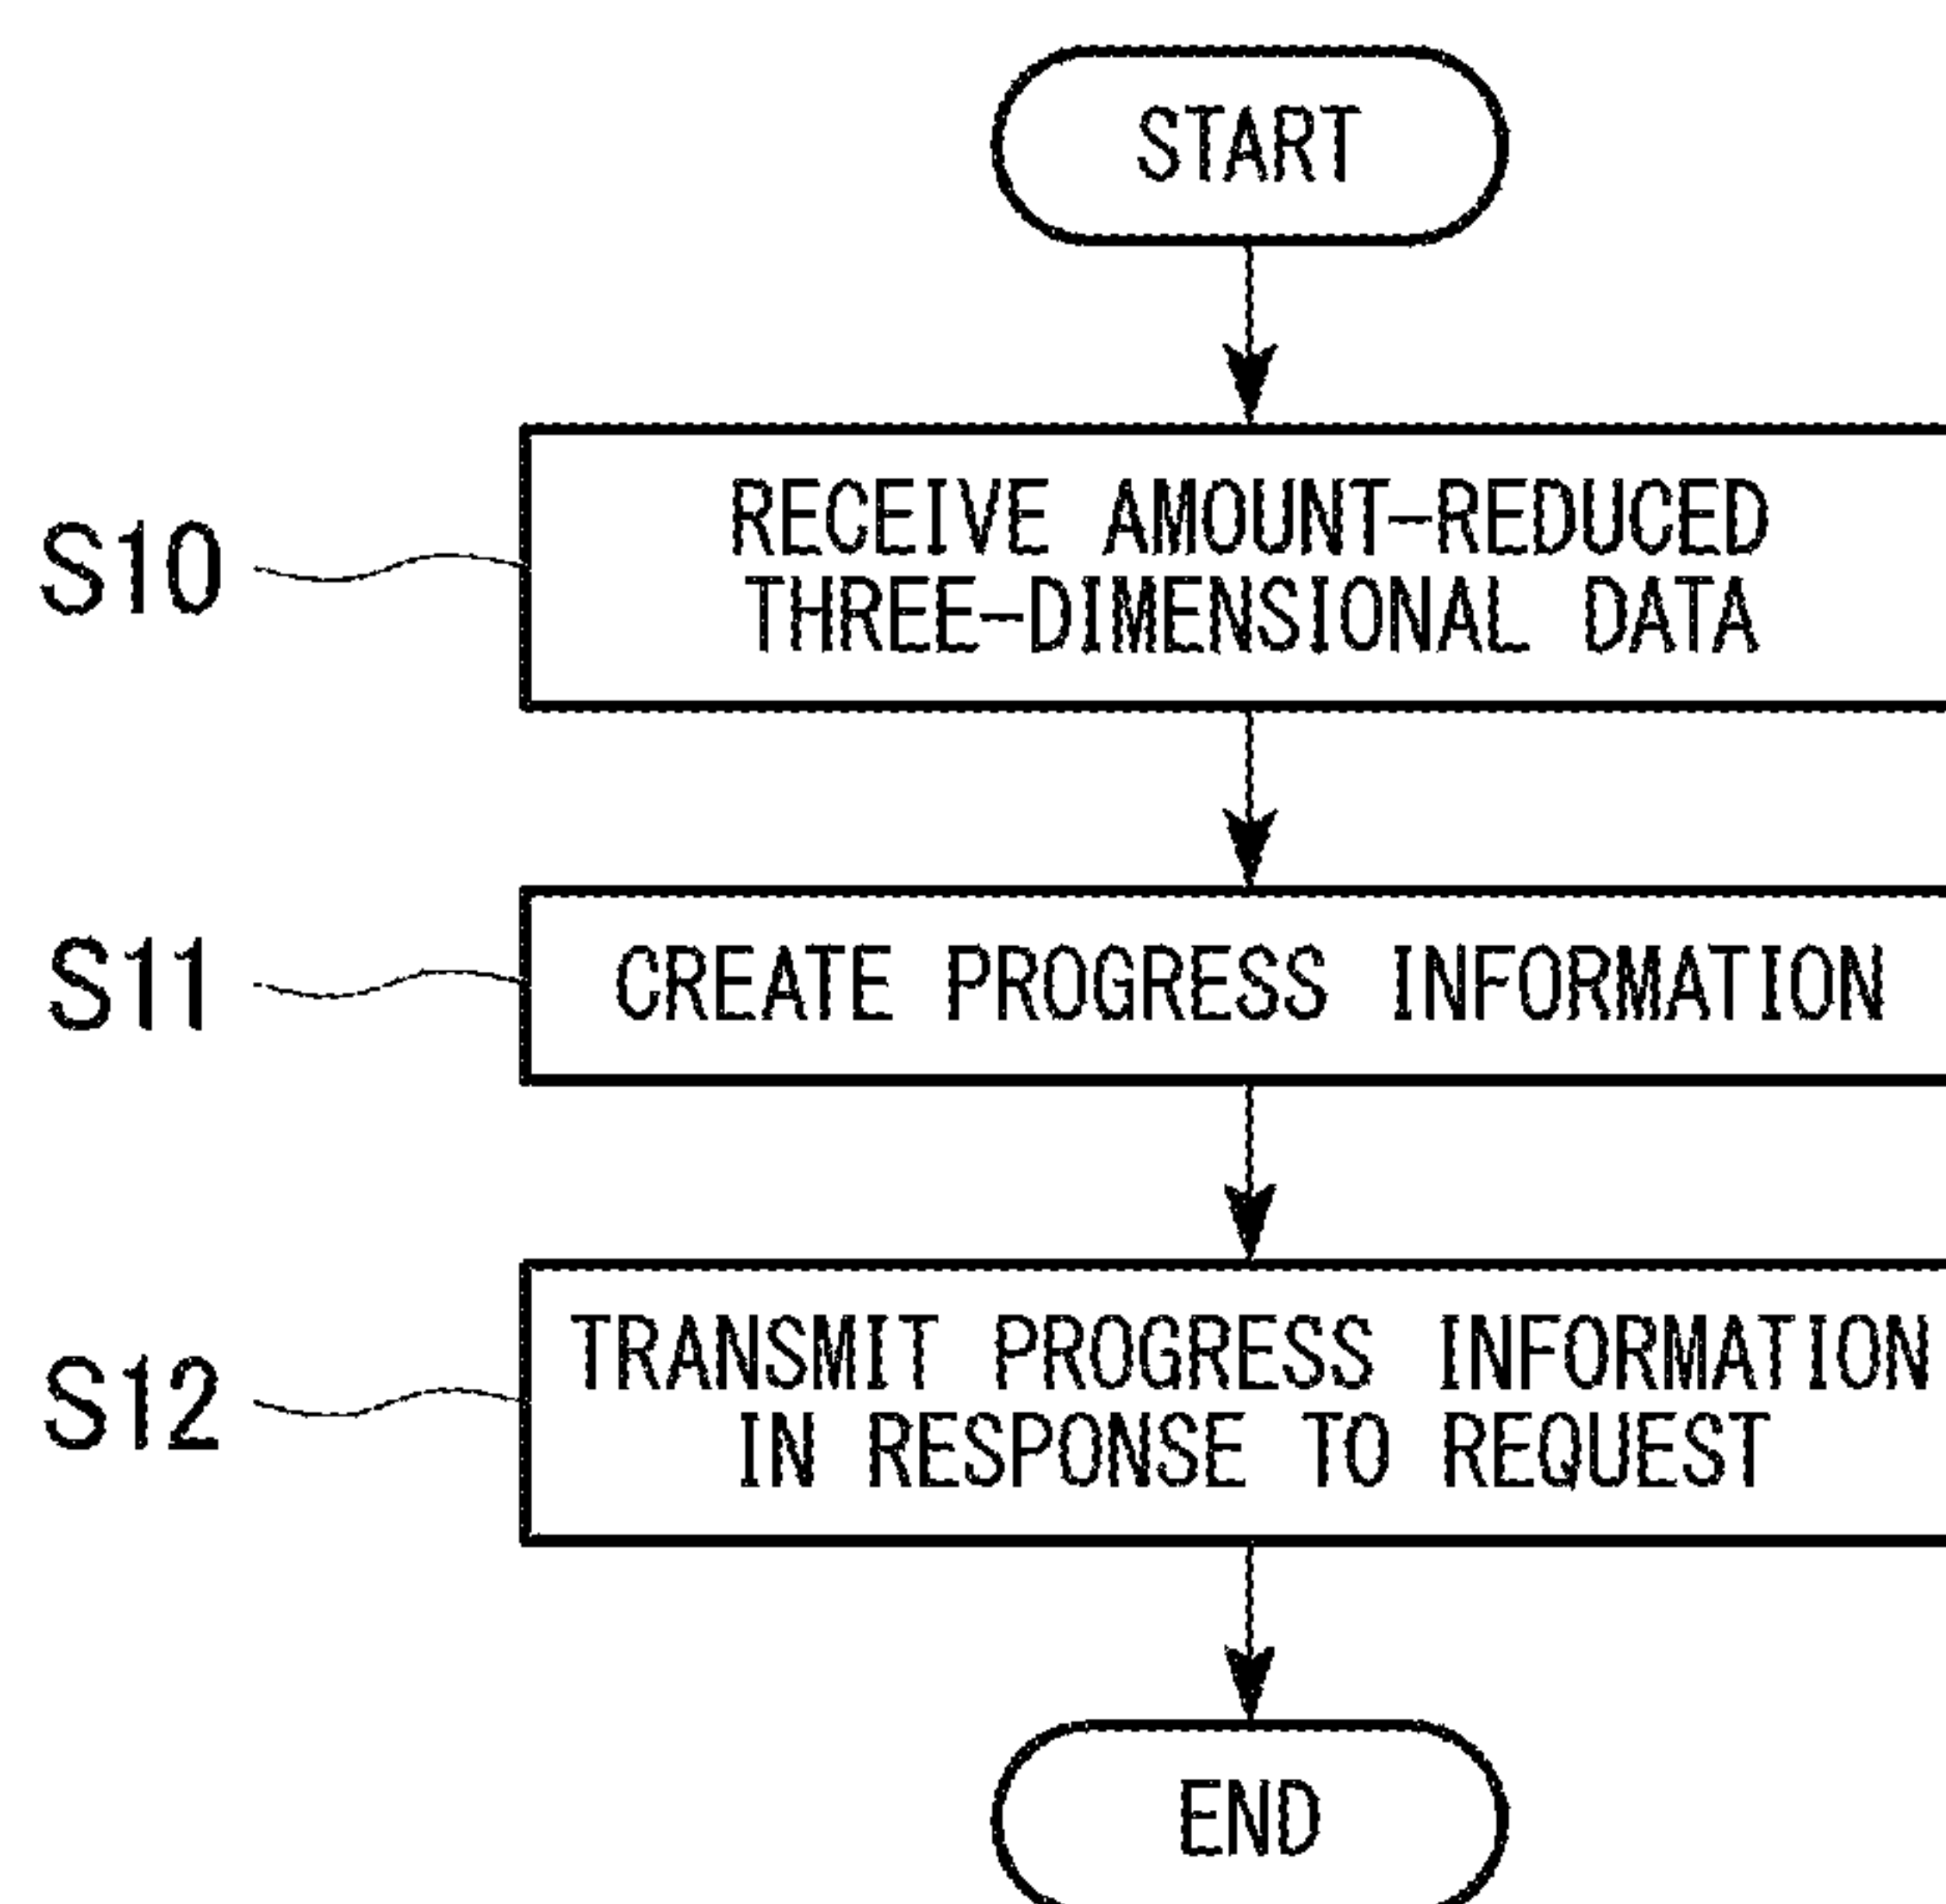 START
S10
RECEIVE AMOUNT-REDUCED
THREE-DIMENSIONAL DATA
S11
CREATE PROGRESS INFORMATION
S12
TRANSMIT PROGRESS INFORMATION
IN RESPONSE TO REQUEST
END